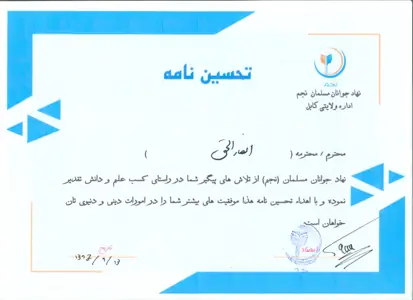 نجم
نهاد جوانان مسلمان نجم
اداره ولایتی کابل
تحسین نامه
محترم / محترمه ( انصارالحق )
نهاد جوانان مسلمان (نجم) از تلاش های پیگیر شما در راستای کسب علم و دانش تقدیر
نموده و با اهداء تحسین نامه هذا موفقیت های بیشتر شما را در امورات دینی و دنیوی تان
خواهان است.
تاریخ